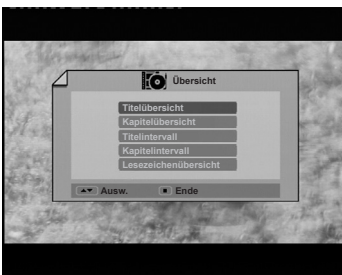 Übersicht
Titelübersicht
Kapitelübersicht
Titelintervall
Kapitelintervall
Lesezeichenübersicht
Ausw. Ende